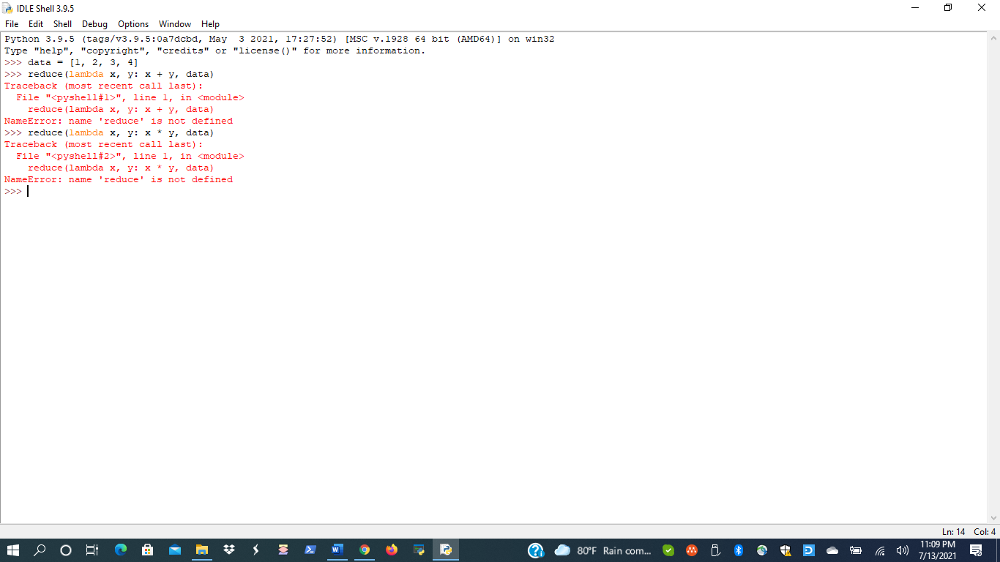 IDLE Shell 3.9.5
File Edit Shell Debug Options Window Help
Python 3.9.5 (tags/v3.9.5:0a7dcbd, May  3 2021, 17:27:52) [MSC v.1928 64 bit (AMD64)] on win32
Type "help", "copyright", "credits" or "license()" for more information.
>>> data = [1, 2, 3, 4]
>>> reduce(lambda x, y: x + y, data)
Traceback (most recent call last):
  File "<pyshell#1>", line 1, in <module>
    reduce(lambda x, y: x + y, data)
NameError: name 'reduce' is not defined
>>> reduce(lambda x, y: x * y, data)
Traceback (most recent call last):
  File "<pyshell#2>", line 1, in <module>
    reduce(lambda x, y: x * y, data)
NameError: name 'reduce' is not defined
>>>
Ln: 14 Col: 4
80°F Rain com...
11:09 PM
7/13/2021